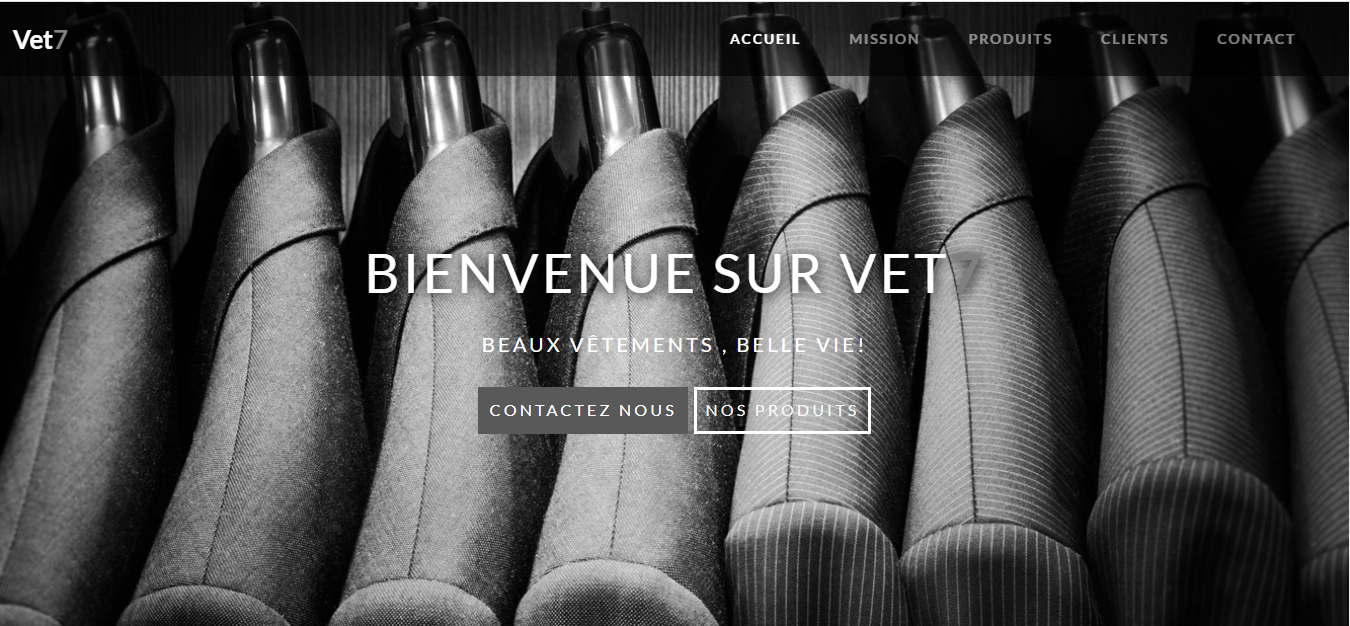 Vet7
ACCUEIL MISSION PRODUITS CLIENTS CONTACT
BIENVENUE SUR VET7
BEAUX VÊTEMENTS , BELLE VIE!
CONTACTEZ NOUS NOS PRODUITS